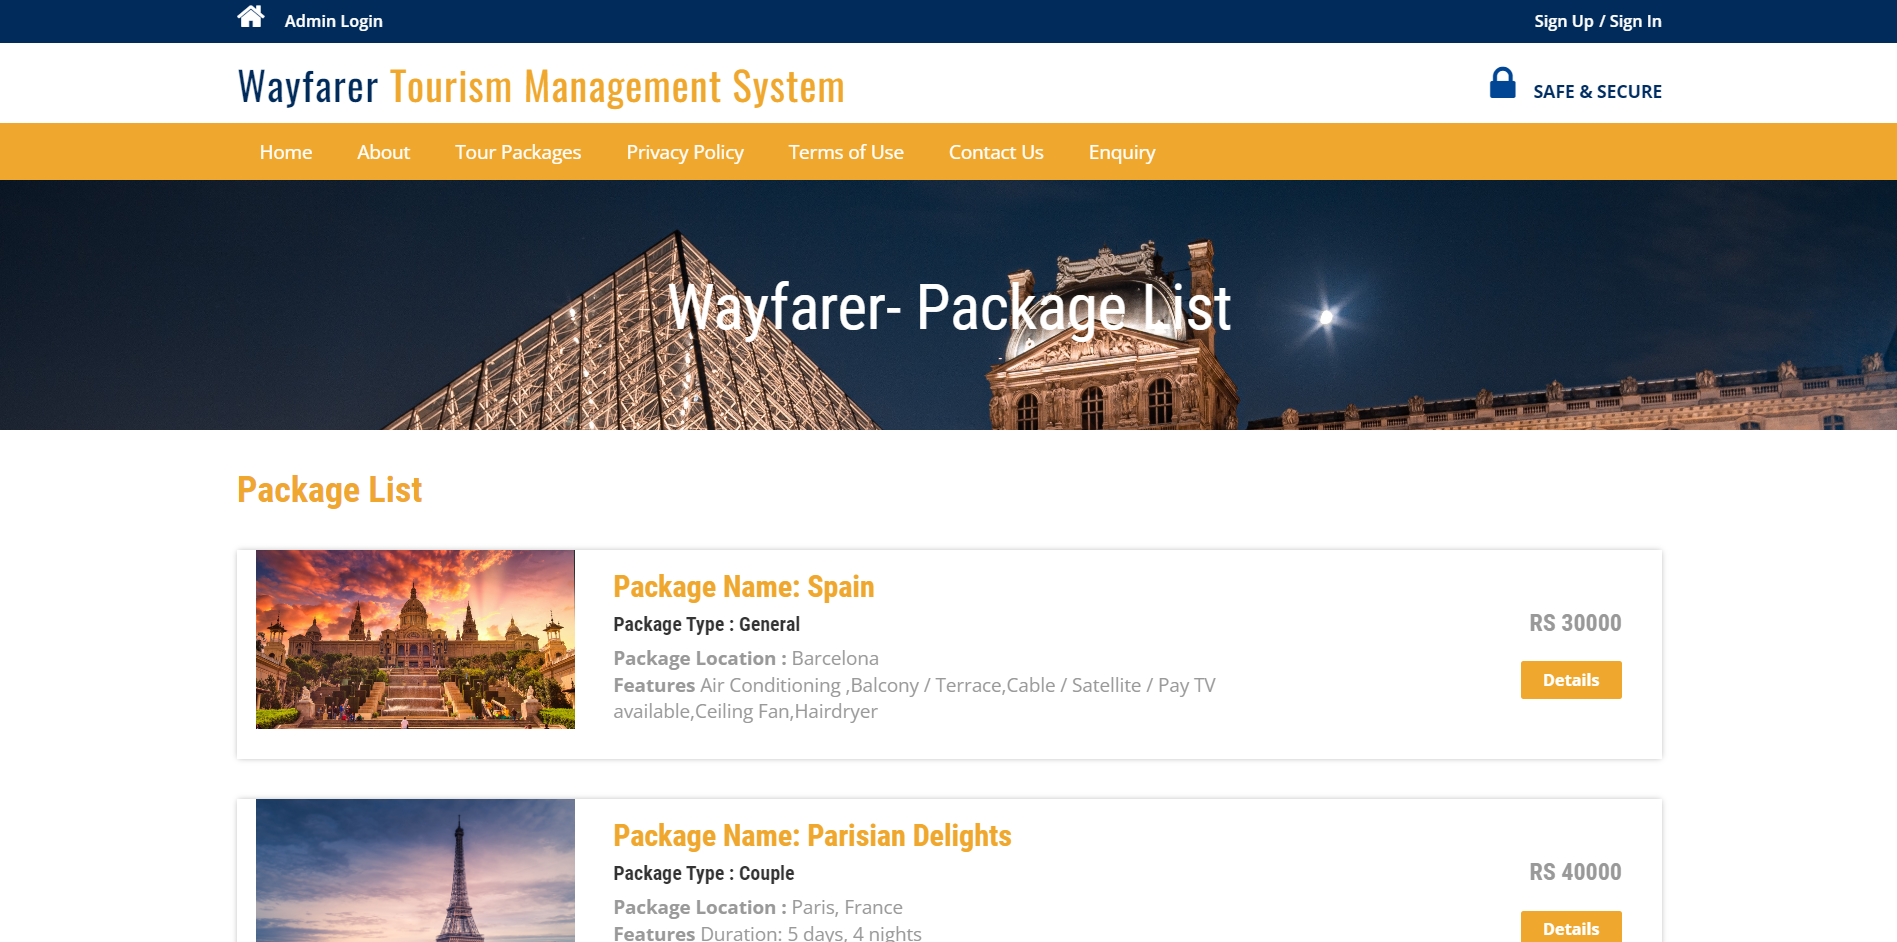 Admin Login
Sign Up / Sign In
Wayfarer Tourism Management System
SAFE & SECURE
Home About Tour Packages Privacy Policy Terms of Use Contact Us Enquiry
Wayfarer- Package List
Package List
Package Name: Spain
Package Type : General
RS 30000
Package Location : Barcelona
Features Air Conditioning ,Balcony / Terrace,Cable / Satellite / Pay TV
available,Ceiling Fan,Hairdryer
Details
Package Name: Parisian Delights
Package Type : Couple
RS 40000
Package Location : Paris, France
Features Duration: 5 days, 4 nights
Details